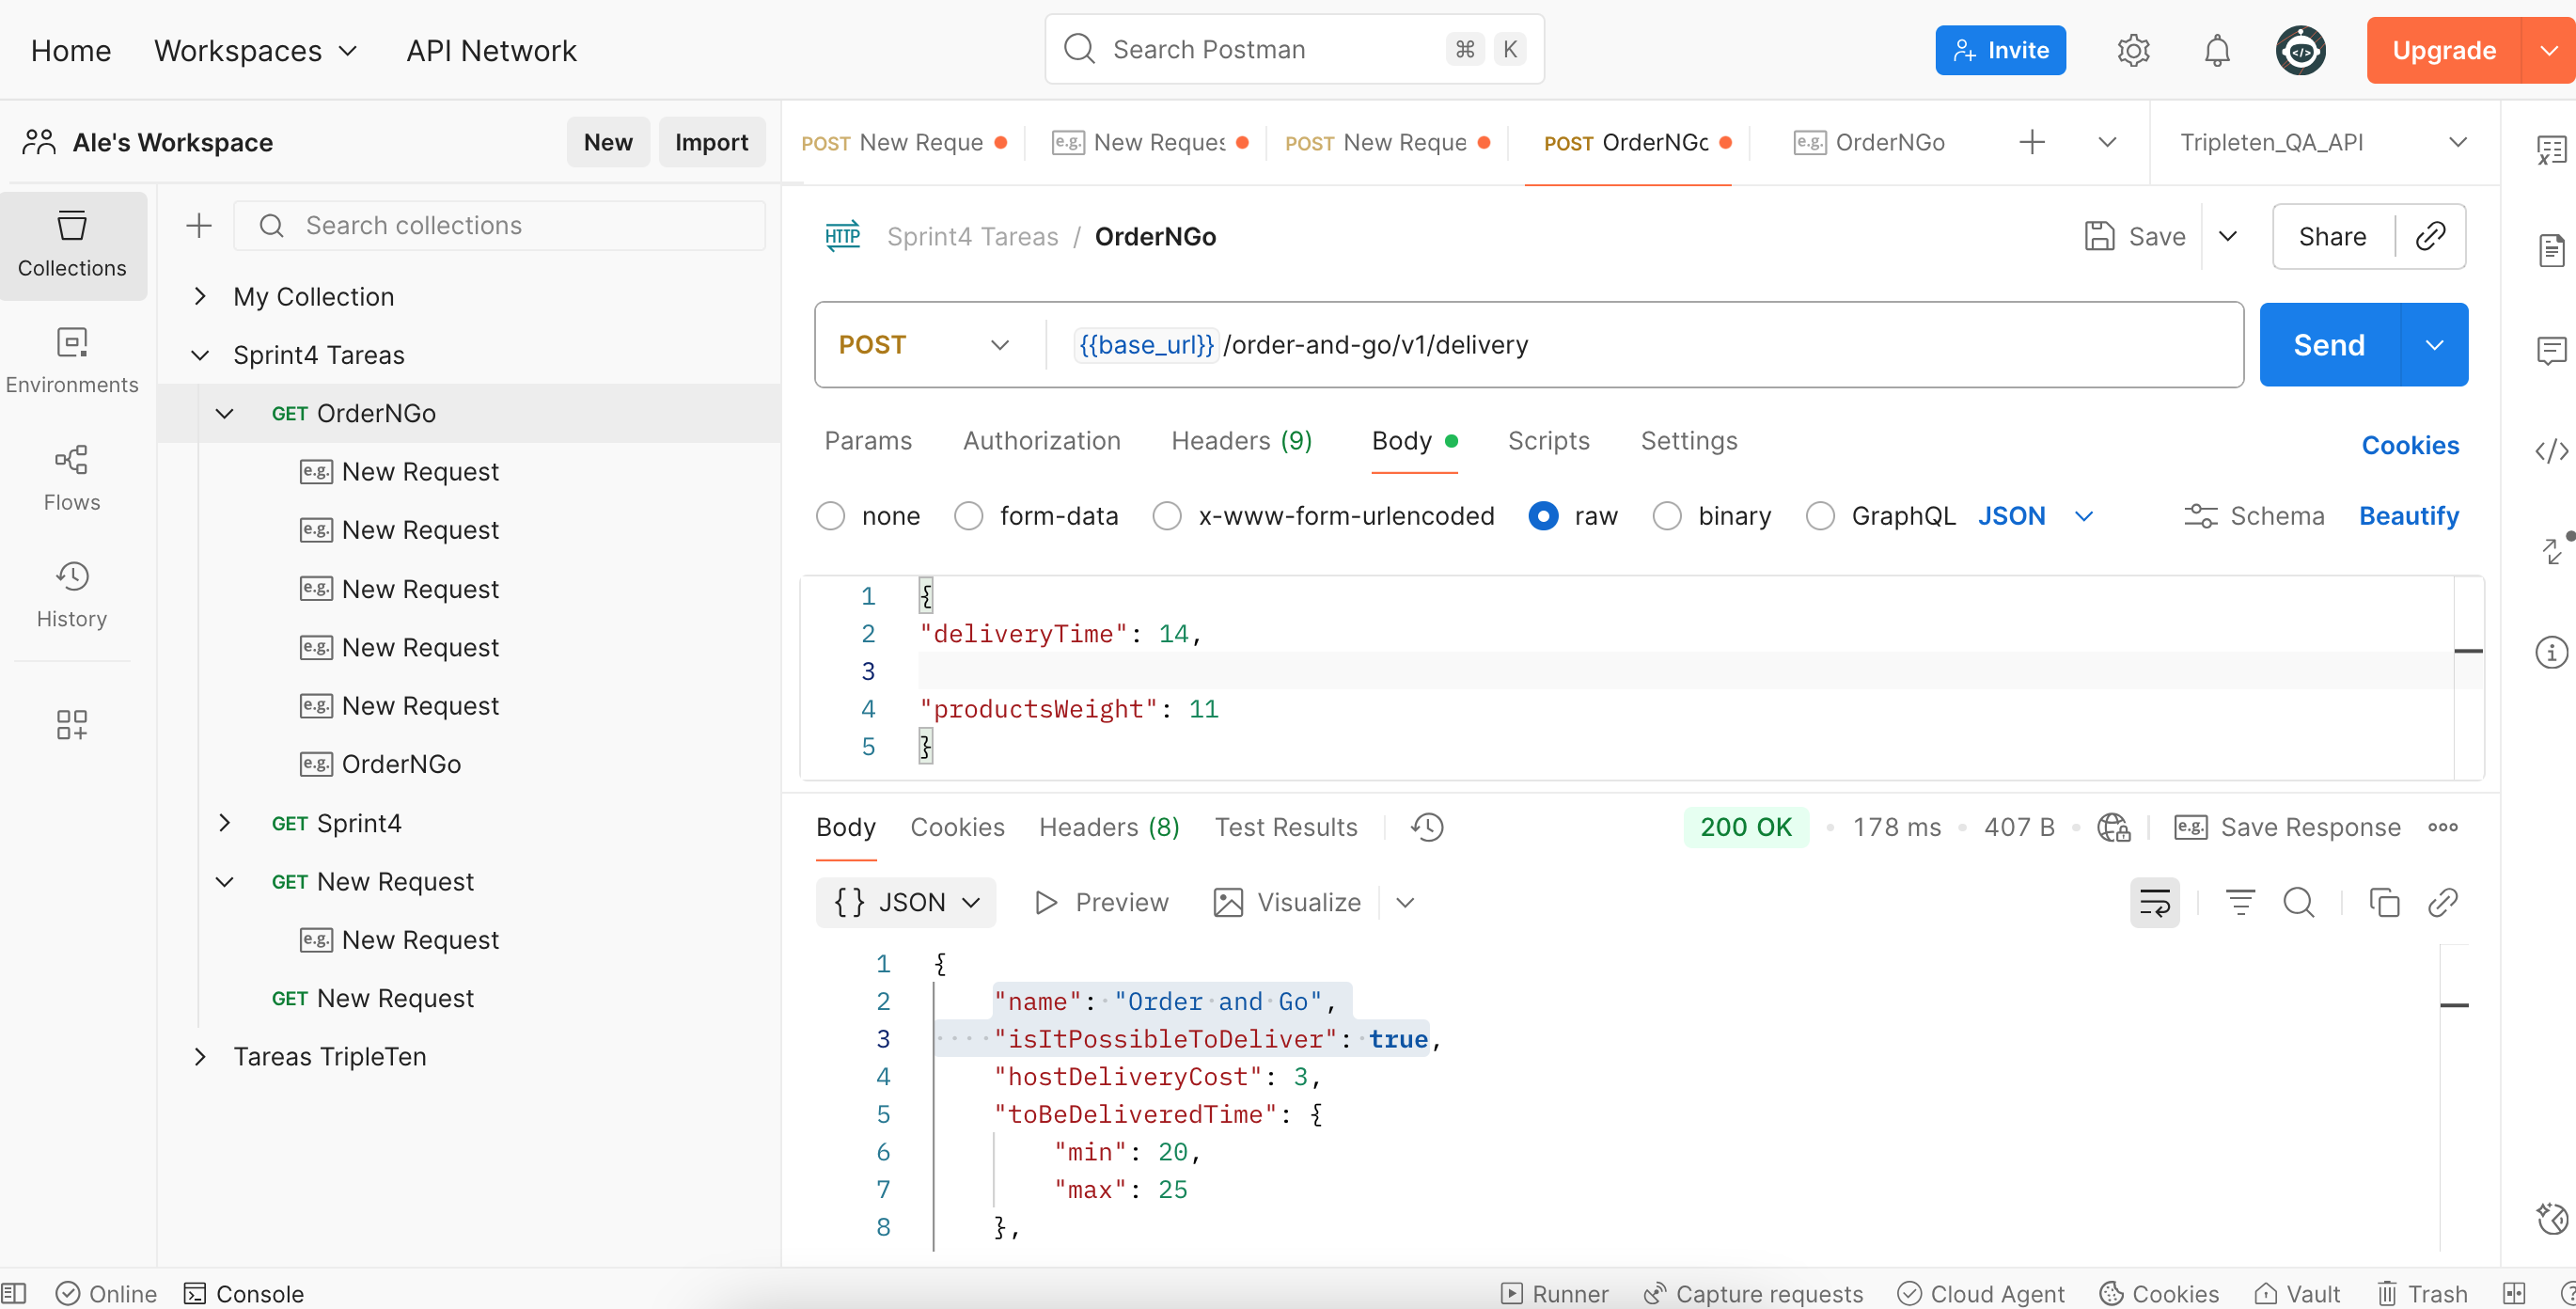 Home Workspaces API Network Search Postman ⌘ K Invite Upgrade
Ale's Workspace New Import
POST New Reque e.g. New Reques POST New Reque POST OrderNGo e.g. OrderNGo Tripleten_QA_API
Collections
Environments
Flows
History
Search collections
My Collection
Sprint4 Tareas
GET OrderNGo
e.g. New Request
e.g. New Request
e.g. New Request
e.g. New Request
e.g. New Request
e.g. OrderNGo
GET Sprint4
GET New Request
e.g. New Request
GET New Request
Tareas TripleTen
HTTP Sprint4 Tareas / OrderNGo Save Share
POST {{base_url}}/order-and-go/v1/delivery Send
Params Authorization Headers (9) Body Scripts Settings Cookies
none form-data x-www-form-urlencoded raw binary GraphQL JSON Schema Beautify
1 {
2 "deliveryTime": 14,
3
4 "productsWeight": 11
5 }
Body Cookies Headers (8) Test Results 200 OK 178 ms 407 B e.g. Save Response
{} JSON Preview Visualize
1 {
2 "name": "Order and Go",
3 "isItPossibleToDeliver": true,
4 "hostDeliveryCost": 3,
5 "toBeDeliveredTime": {
6 "min": 20,
7 "max": 25
8 },
Online Console Runner Capture requests Cloud Agent Cookies Vault Trash